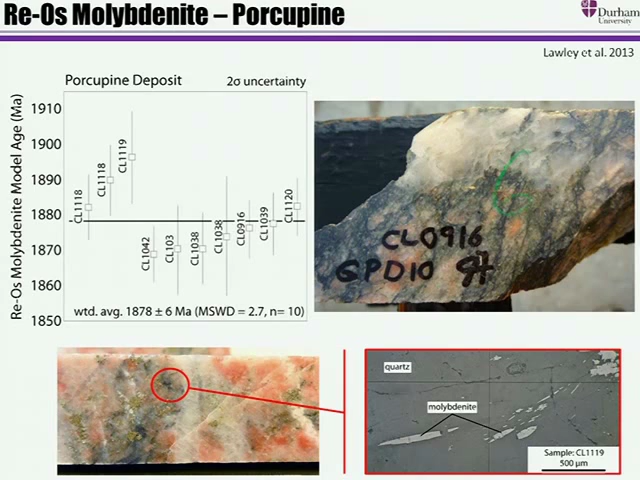 Re-Os Molybdenite – Porcupine
Durham
University
Lawley et al. 2013
Porcupine Deposit
2σ uncertainty
Re-Os Molybdenite Model Age (Ma)
1910
1900
1890
1880
1870
1860
1850
CL1118
CL1118
CL1119
CL1042
CL103
CL1038
CL1038
CL0916
CL1039
CL1120
wtd. avg. 1878 ± 6 Ma (MSWD = 2.7, n= 10)
CL0916
GPD10
quartz
molybdenite
Sample: CL1119
500 µm